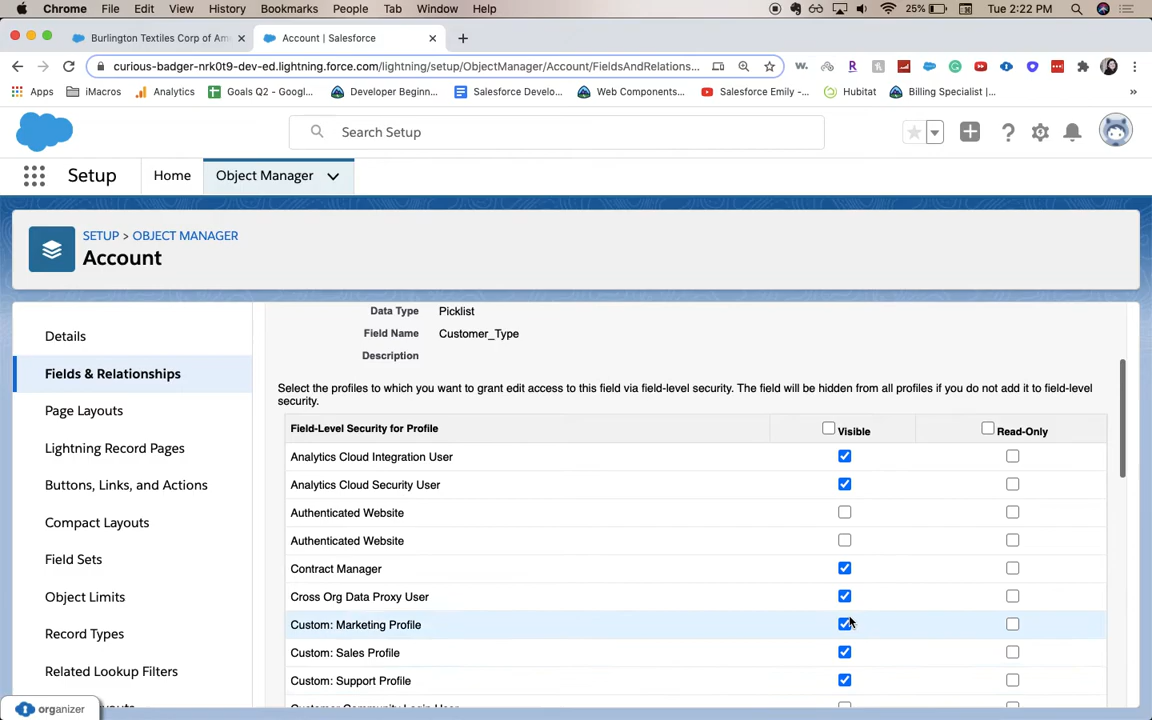 Chrome File Edit View History Bookmarks People Tab Window Help 25% Tue 2:22 PM
Burlington Textiles Corp of Am
Account | Salesforce
curious-badger-nrk0t9-dev-ed.lightning.force.com/lightning/setup/ObjectManager/Account/FieldsAndRelations...
Apps iMacros Analytics Goals Q2 - Googl... Developer Beginn... Salesforce Develo... Web Components... Salesforce Emily -... Hubitat Billing Specialist |... »
Search Setup
Setup Home Object Manager
SETUP > OBJECT MANAGER
Account
Details
Fields & Relationships
Page Layouts
Lightning Record Pages
Buttons, Links, and Actions
Compact Layouts
Field Sets
Object Limits
Record Types
Related Lookup Filters
organizer
Data Type Picklist
Field Name Customer_Type
Description
Select the profiles to which you want to grant edit access to this field via field-level security. The field will be hidden from all profiles if you do not add it to field-level
security.
Field-Level Security for Profile Visible Read-Only
Analytics Cloud Integration User
Analytics Cloud Security User
Authenticated Website
Authenticated Website
Contract Manager
Cross Org Data Proxy User
Custom: Marketing Profile
Custom: Sales Profile
Custom: Support Profile
Customer Community Login User